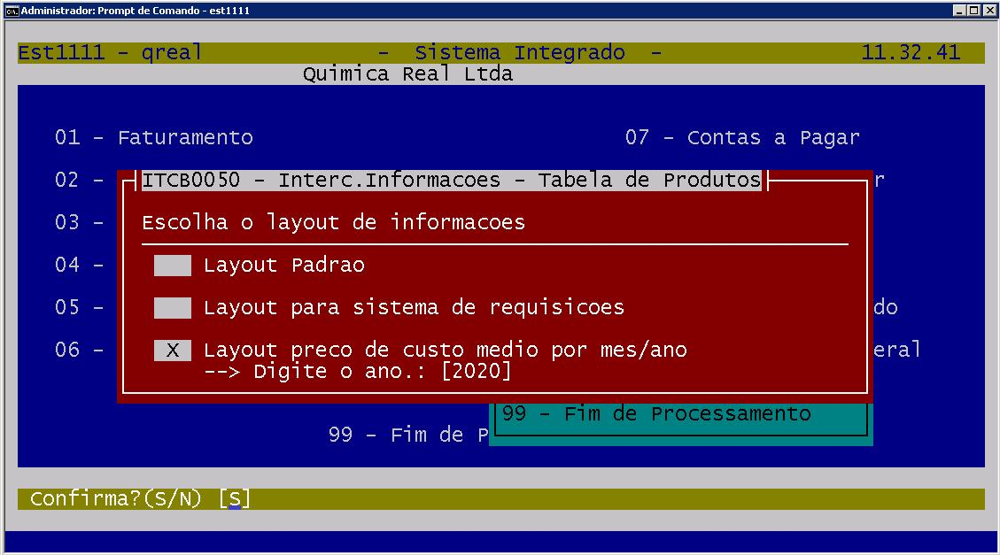 Administrador: Prompt de Comando - est1111
Est1111 - qreal - Sistema Integrado - 11.32.41
Quimica Real Ltda
01 - Faturamento 07 - Contas a Pagar
02 - ITCB0050 - Interc.Informacoes - Tabela de Produtos r
03 - Escolha o layout de informacoes
04 - Layout Padrao
05 - Layout para sistema de requisicoes do
06 - X Layout preco de custo medio por mes/ano eral
--> Digite o ano.: [2020]
99 - Fim de Processamento
99 - Fim de P
Confirma?(S/N) [S]